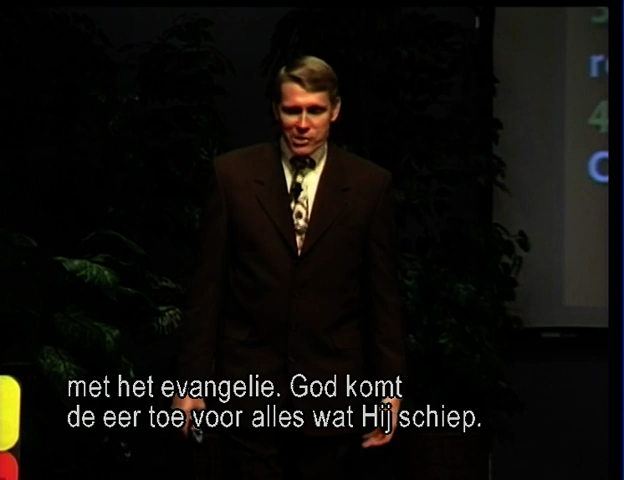 met het evangelie. God komt
de eer toe voor alles wat Hij schiep.